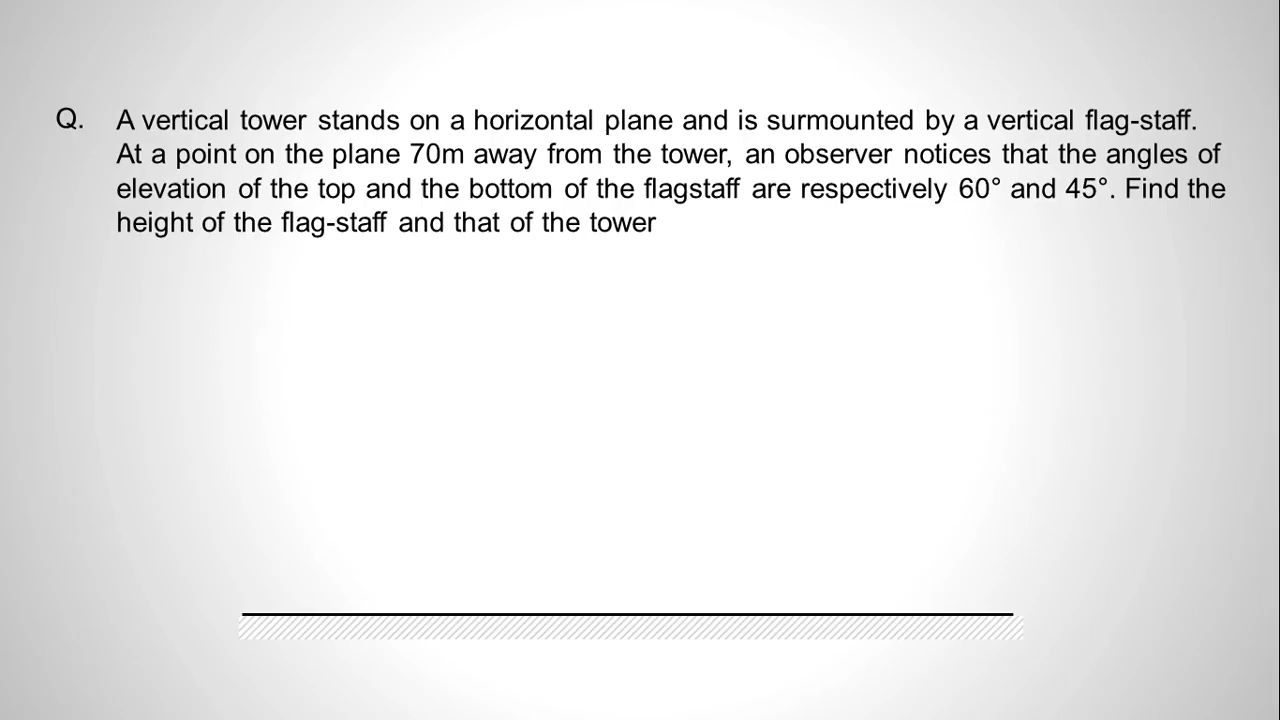 Q. A vertical tower stands on a horizontal plane and is surmounted by a vertical flag-staff.
At a point on the plane 70m away from the tower, an observer notices that the angles of
elevation of the top and the bottom of the flagstaff are respectively 60° and 45°. Find the
height of the flag-staff and that of the tower